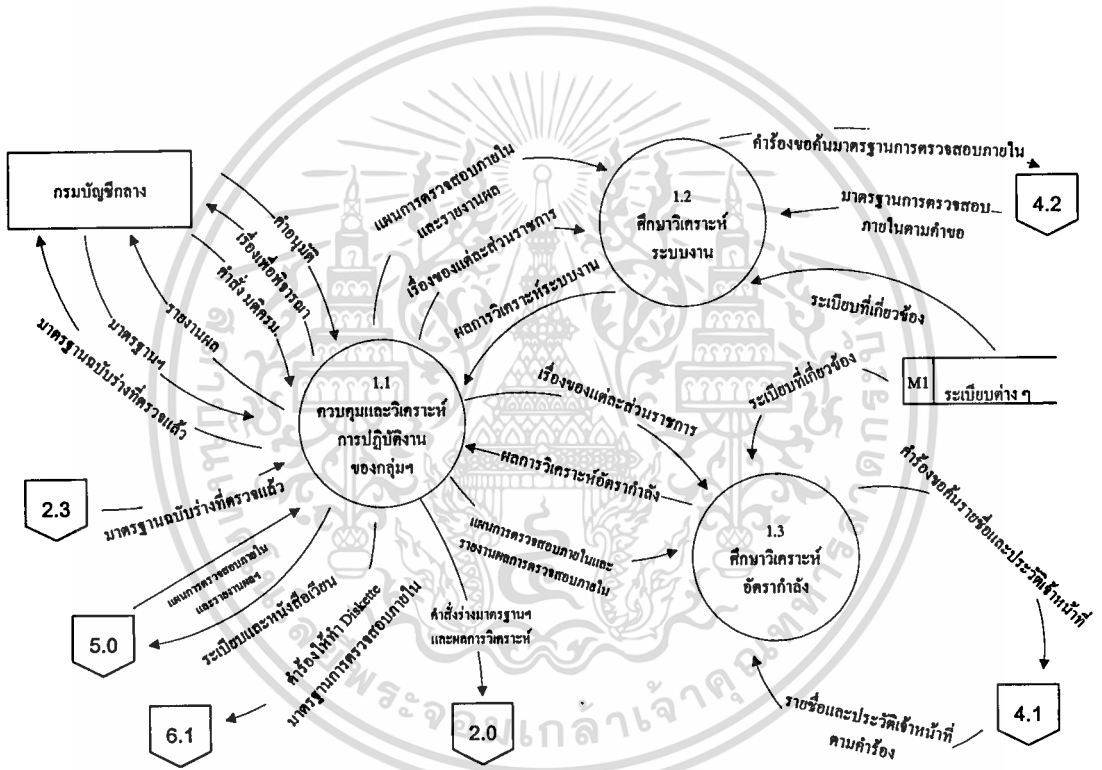 กรมบัญชีกลาง
คำอนุมัติ
เรื่องเพื่อพิจารณา
คำสั่ง มติครม.
รายงานผล
มาตรฐานฯ
มาตรฐานฉบับร่างที่ตรวจแล้ว
แผนการตรวจสอบภายใน
และรายงานผล
เรื่องของแต่ละส่วนราชการ
ผลการวิเคราะห์ระบบงาน
1.2
ศึกษาวิเคราะห์
ระบบงาน
คำร้องขอค้นมาตรฐานการตรวจสอบภายใน
มาตรฐานการตรวจสอบ
ภายในตามคำขอ
4.2
ระเบียบที่เกี่ยวข้อง
M1
ระเบียบต่าง ๆ
ระเบียบที่เกี่ยวข้อง
1.1
ควบคุมและวิเคราะห์
การปฏิบัติงาน
ของกลุ่มฯ
เรื่องของแต่ละส่วนราชการ
ผลการวิเคราะห์อัตรากำลัง
แผนการตรวจสอบภายในและ
รายงานผลการตรวจสอบภายใน
1.3
ศึกษาวิเคราะห์
อัตรากำลัง
คำร้องขอค้นรายชื่อและประวัติเจ้าหน้าที่
2.3
มาตรฐานฉบับร่างที่ตรวจแล้ว
แผนการตรวจสอบภายใน
และรายงานผลฯ
5.0
ระเบียบและหนังสือเวียน
คำร้องให้ทำ Diskette
มาตรฐานการตรวจสอบภายใน
6.1
คำสั่งร่างมาตรฐานฯ
และผลการวิเคราะห์
2.0
รายชื่อและประวัติเจ้าหน้าที่
ตามคำร้อง
4.1